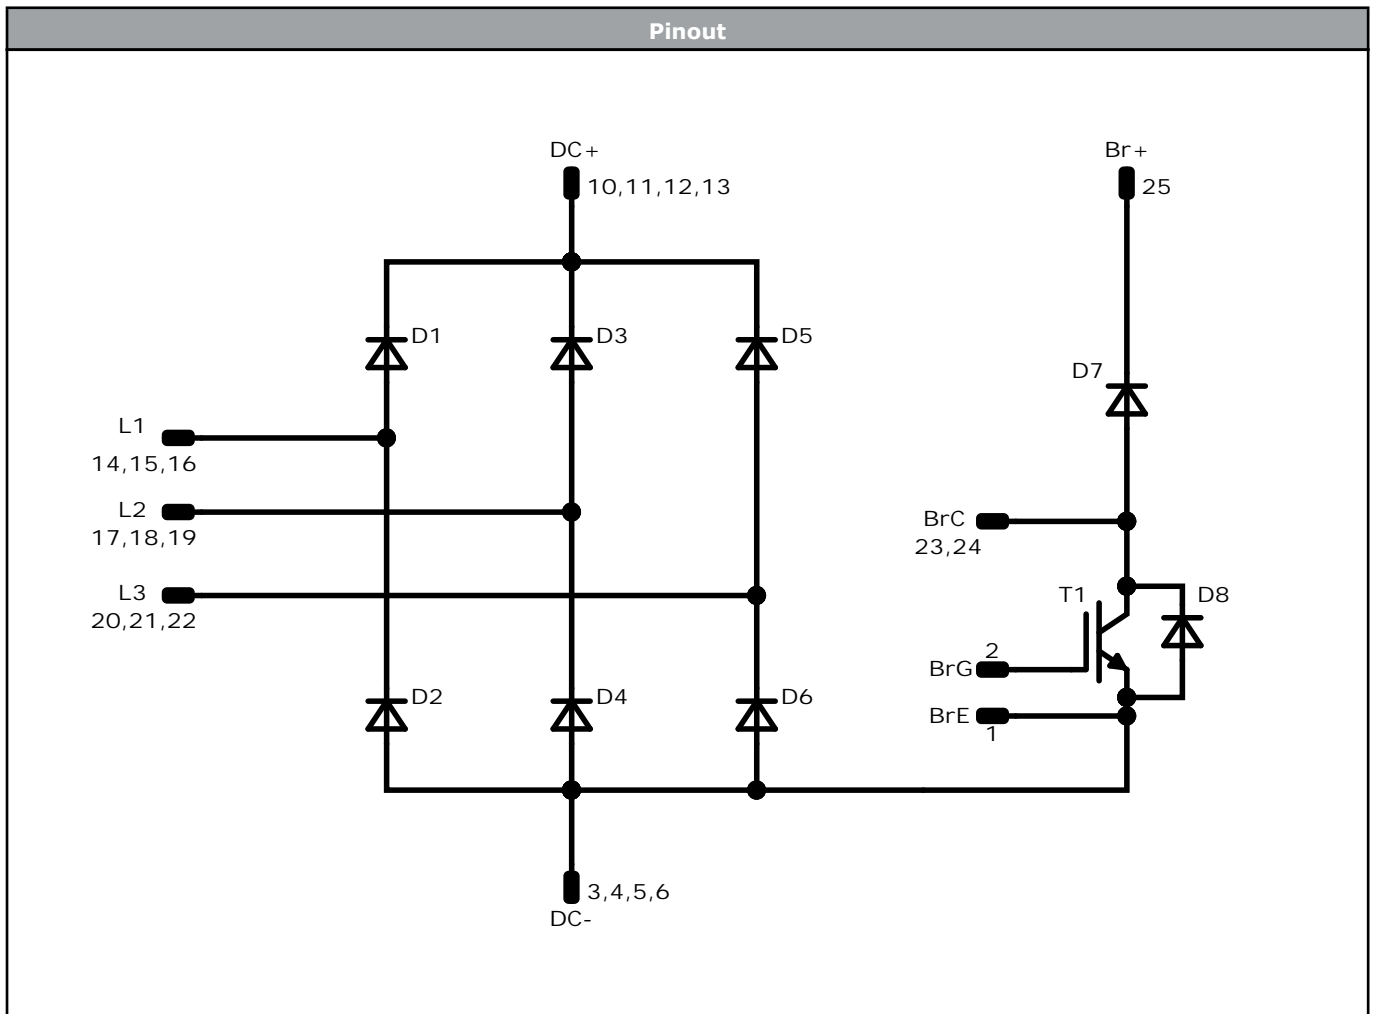 Pinout
DC+
10,11,12,13
Br+
25
D1
D3
D5
D7
L1
14,15,16
L2
17,18,19
BrC
23,24
L3
20,21,22
T1
D8
2
BrG
D2
D4
D6
BrE
1
3,4,5,6
DC-